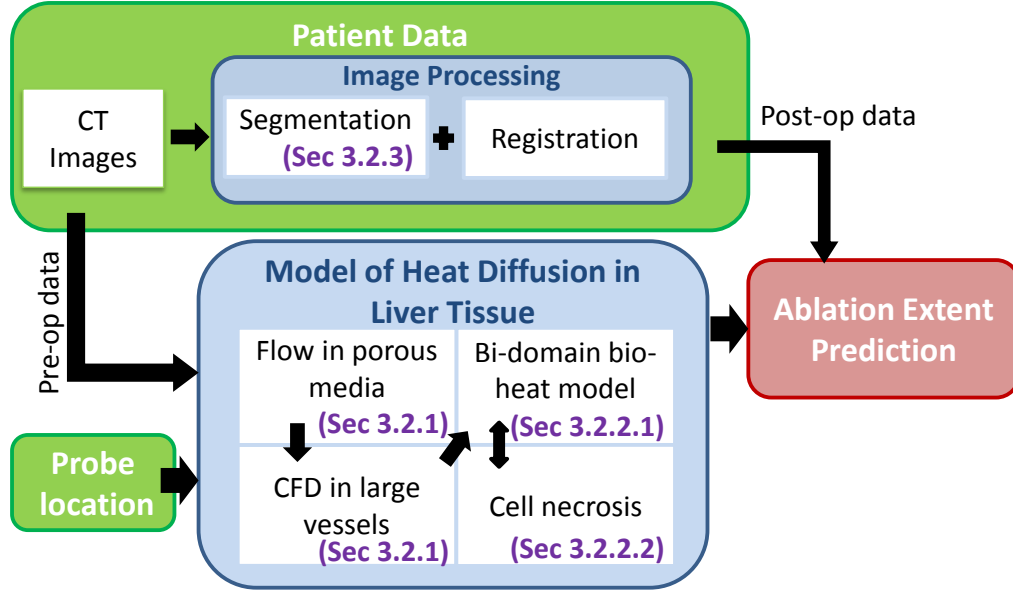 Patient Data
Image Processing
CT
Images
Segmentation
(Sec 3.2.3)
Registration
Post-op data
Pre-op data
Model of Heat Diffusion in
Liver Tissue
Flow in porous
media
(Sec 3.2.1)
Bi-domain bio-
heat model
(Sec 3.2.2.1)
CFD in large
vessels
(Sec 3.2.1)
Cell necrosis
(Sec 3.2.2.2)
Probe
location
Ablation Extent
Prediction